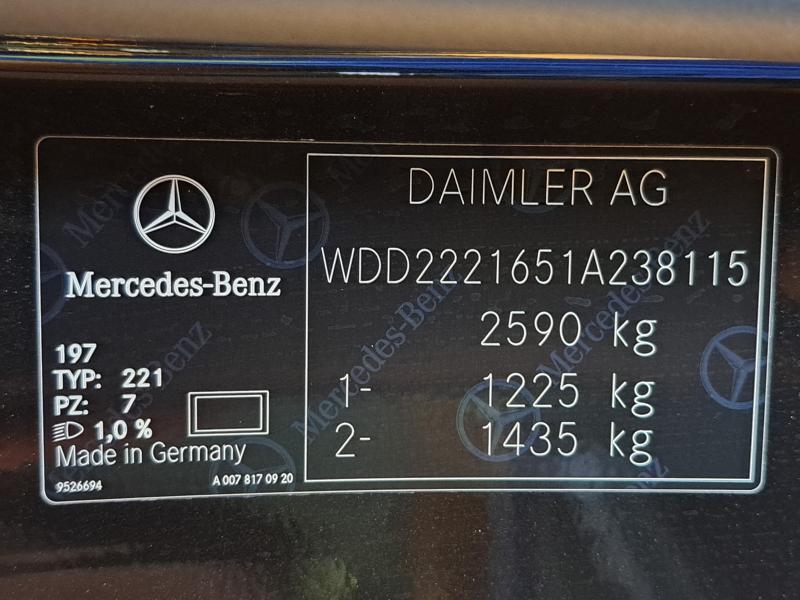 Mercedes-Benz
197
TYP: 221
PZ: 7
1,0 %
Made in Germany
9526694
A 007 817 09 20
DAIMLER AG
WDD2221651A238115
2590 kg
1- 1225 kg
2- 1435 kg